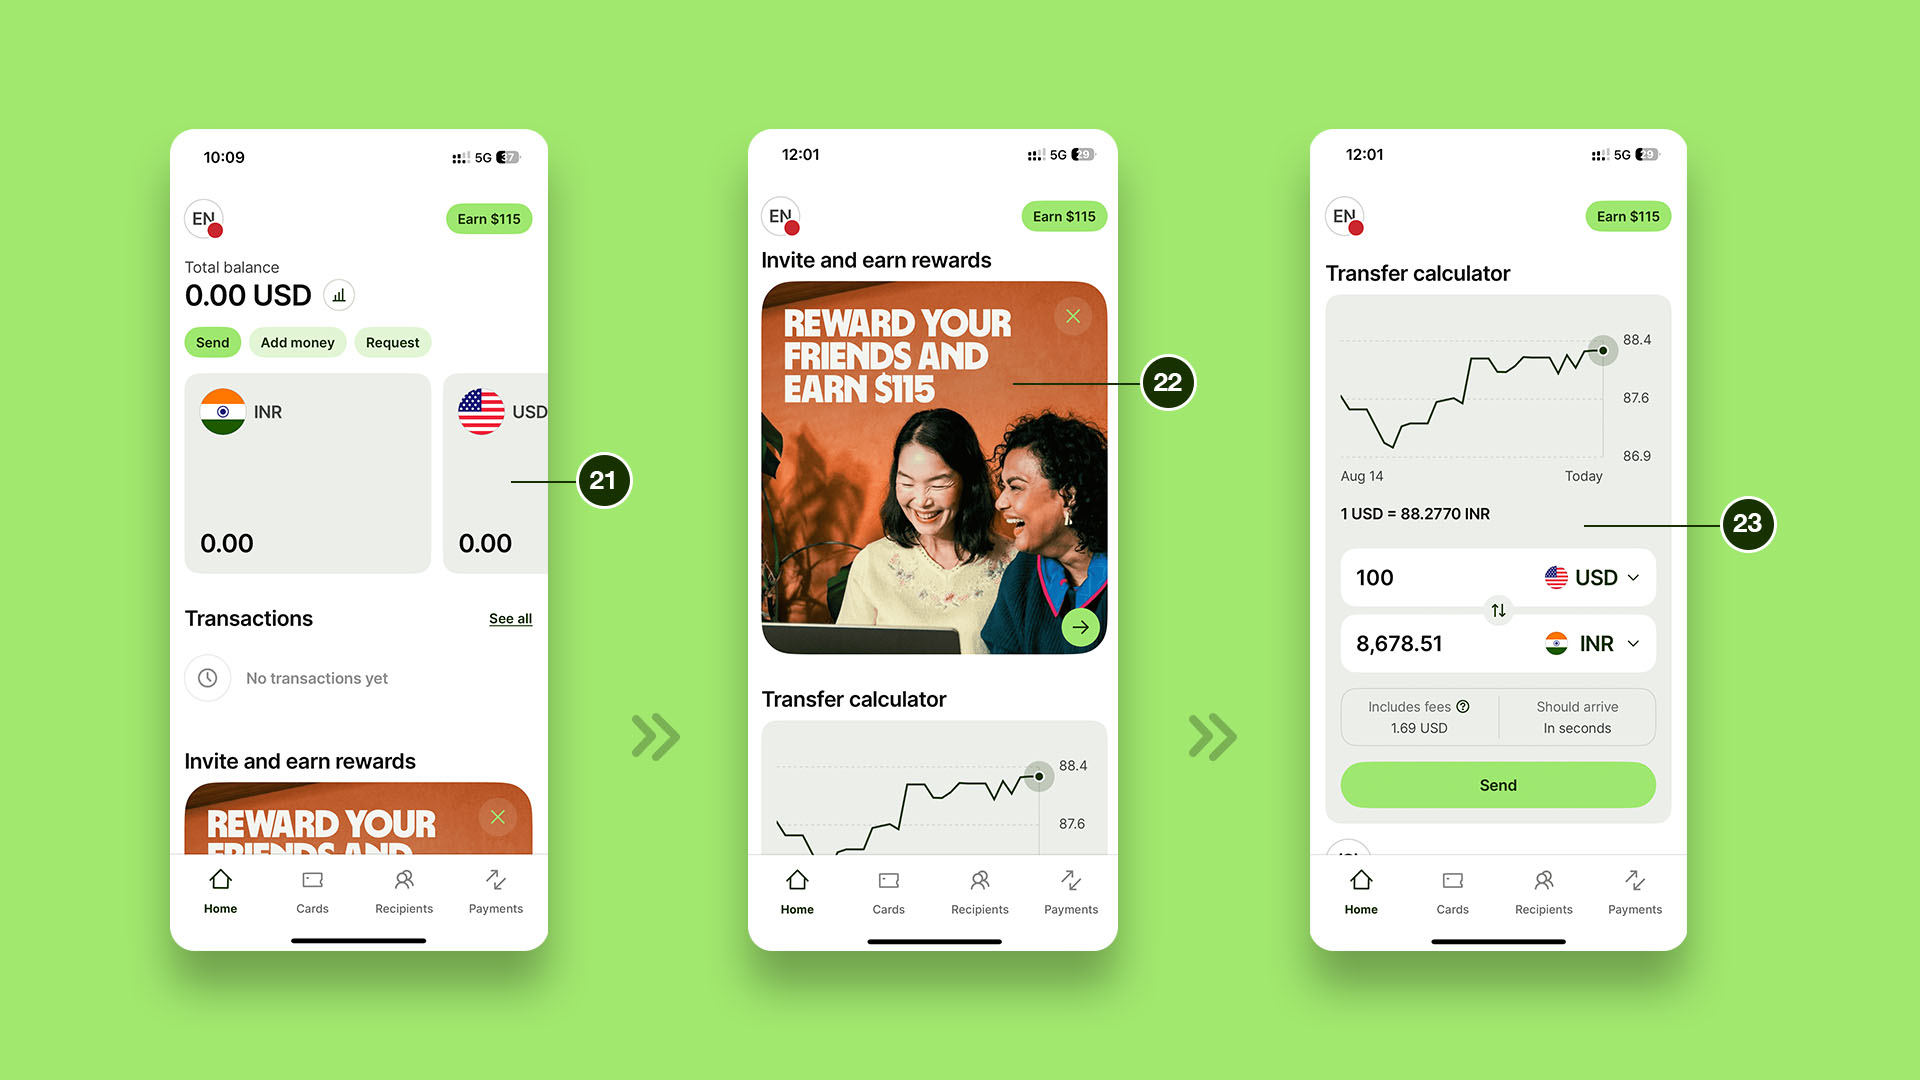 10:09
5G 37
EN
Earn $115
Total balance
0.00 USD
Send
Add money
Request
INR
USD
0.00
0.00
21
Transactions
See all
No transactions yet
Invite and earn rewards
REWARD YOUR
FRIENDS AND
Home
Cards
Recipients
Payments
12:01
5G 29
EN
Earn $115
Invite and earn rewards
REWARD YOUR
FRIENDS AND
EARN $115
22
Transfer calculator
88.4
87.6
Home
Cards
Recipients
Payments
12:01
5G 29
EN
Earn $115
Transfer calculator
88.4
87.6
86.9
Aug 14
Today
1 USD = 88.2770 INR
23
100
USD
8,678.51
INR
Includes fees ?
1.69 USD
Should arrive
In seconds
Send
Home
Cards
Recipients
Payments